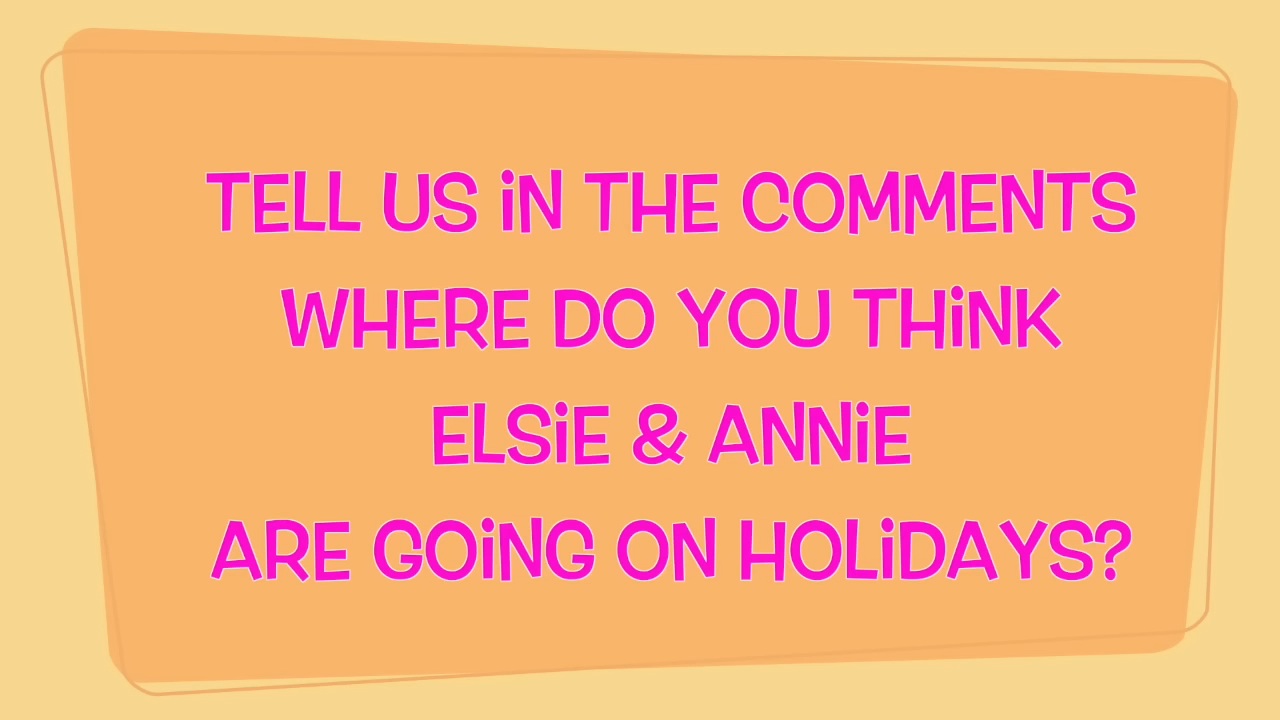 TELL US iN THE COMMENTS
WHERE DO YOU THiNK
ELSiE & ANNiE
ARE GOiNG ON HOLiDAYS?